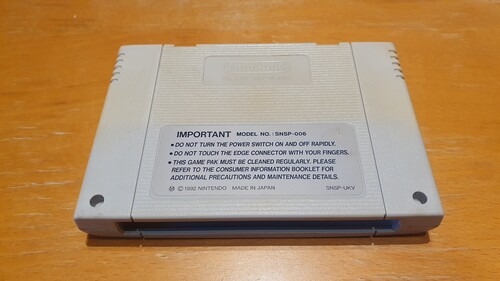 IMPORTANT MODEL NO.: SNSP-006
• DO NOT TURN THE POWER SWITCH ON AND OFF RAPIDLY.
• DO NOT TOUCH THE EDGE CONNECTOR WITH YOUR FINGERS.
• THIS GAME PAK MUST BE CLEANED REGULARLY. PLEASE
REFER TO THE CONSUMER INFORMATION BOOKLET FOR
ADDITIONAL PRECAUTIONS AND MAINTENANCE DETAILS.
Ⓜ © 1992 NINTENDO MADE IN JAPAN SNSP-UKV